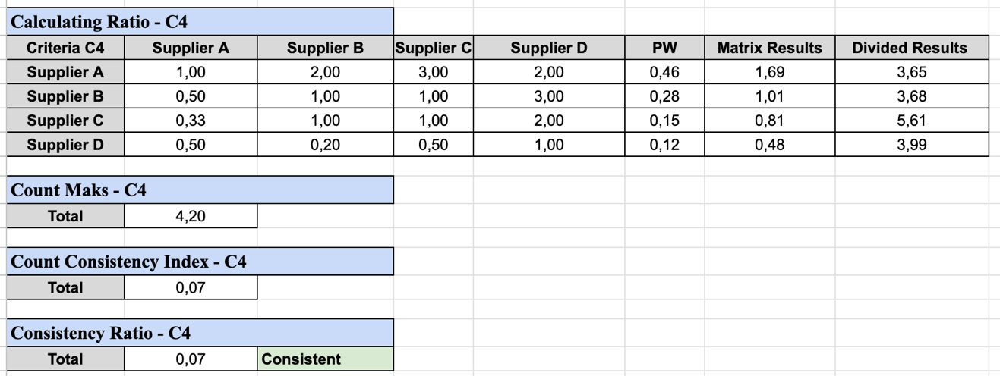 Calculating Ratio - C4
Criteria C4 Supplier A Supplier B Supplier C Supplier D PW Matrix Results Divided Results
Supplier A 1,00 2,00 3,00 2,00 0,46 1,69 3,65
Supplier B 0,50 1,00 1,00 3,00 0,28 1,01 3,68
Supplier C 0,33 1,00 1,00 2,00 0,15 0,81 5,61
Supplier D 0,50 0,20 0,50 1,00 0,12 0,48 3,99
Count Maks - C4
Total 4,20
Count Consistency Index - C4
Total 0,07
Consistency Ratio - C4
Total 0,07 Consistent